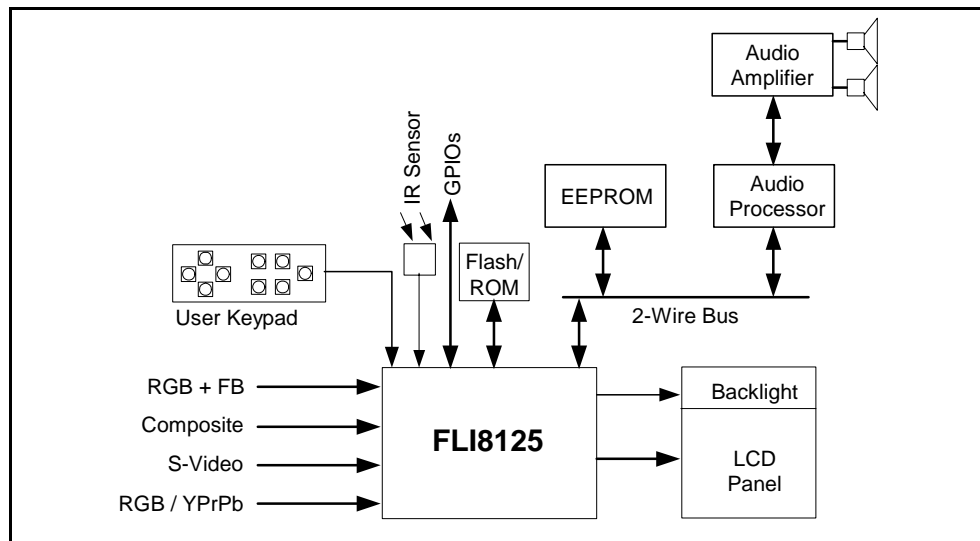 Audio
Amplifier
IR Sensor
GPIOs
EEPROM
Audio
Processor
Flash/
ROM
User Keypad
2-Wire Bus
RGB + FB
Composite
S-Video
RGB / YPrPb
FLI8125
Backlight
LCD
Panel